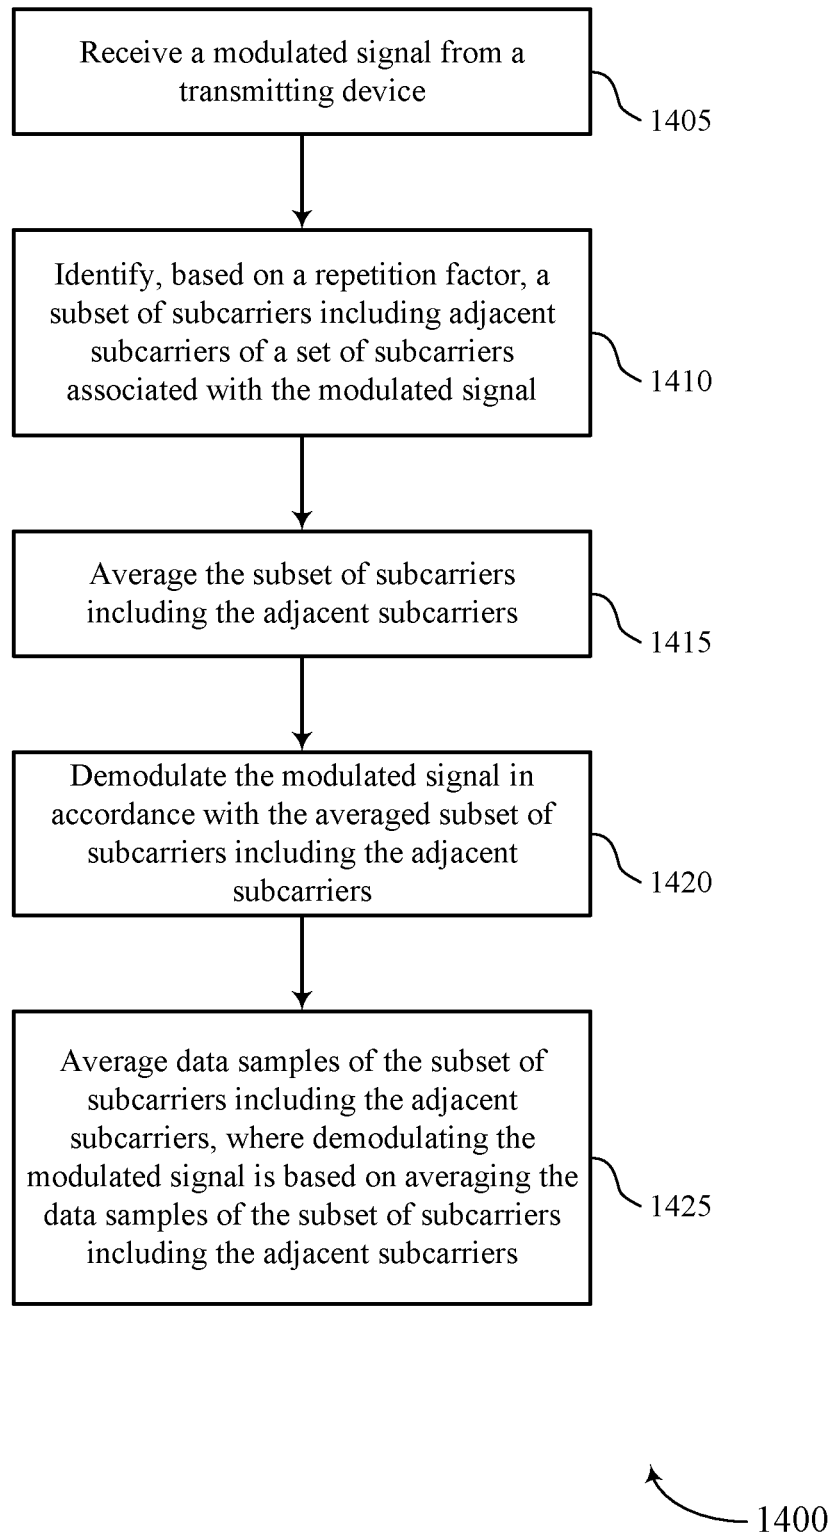 Receive a modulated signal from a
transmitting device
1405
Identify, based on a repetition factor, a
subset of subcarriers including adjacent
subcarriers of a set of subcarriers
associated with the modulated signal
1410
Average the subset of subcarriers
including the adjacent subcarriers
1415
Demodulate the modulated signal in
accordance with the averaged subset of
subcarriers including the adjacent
subcarriers
1420
Average data samples of the subset of
subcarriers including the adjacent
subcarriers, where demodulating the
modulated signal is based on averaging the
data samples of the subset of subcarriers
including the adjacent subcarriers
1425
1400